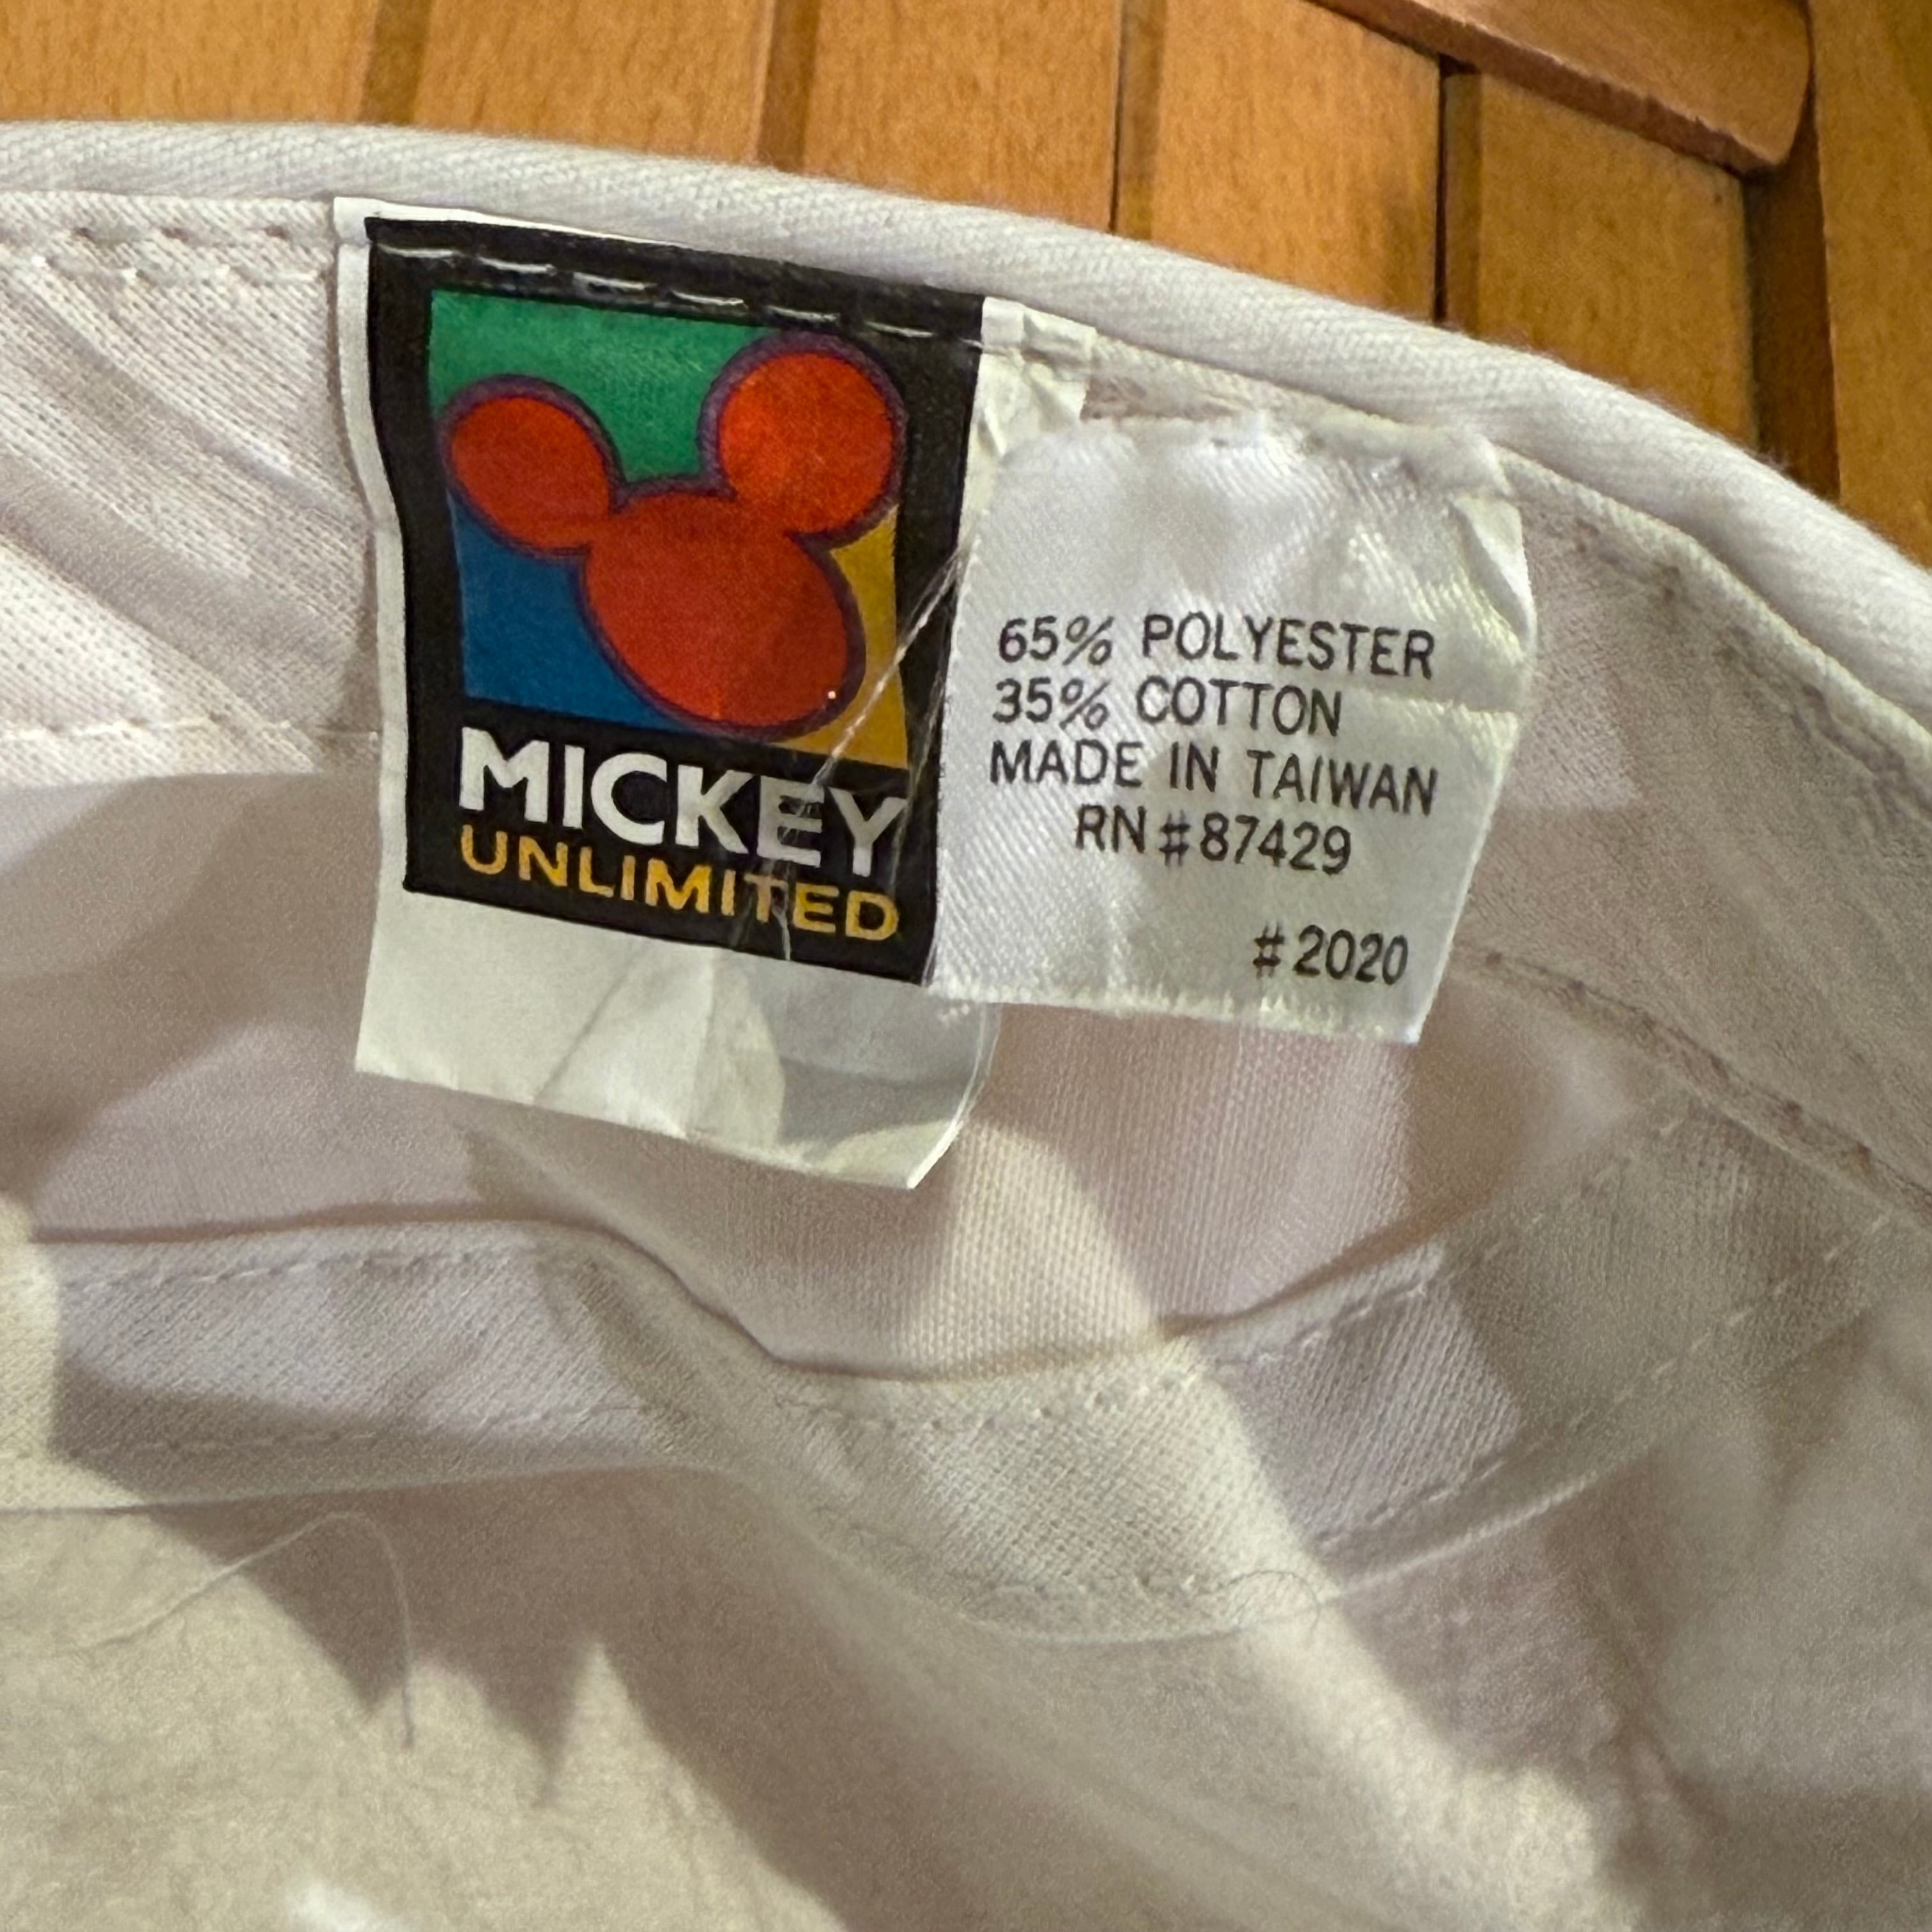 MICKEY
UNLIMITED
65% POLYESTER
35% COTTON
MADE IN TAIWAN
RN#87429
#2020